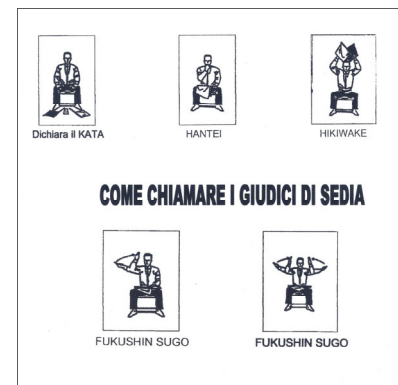 Dichiara il KATA
HANTEI
HIKIWAKE
COME CHIAMARE I GIUDICI DI SEDIA
FUKUSHIN SUGO
FUKUSHIN SUGO